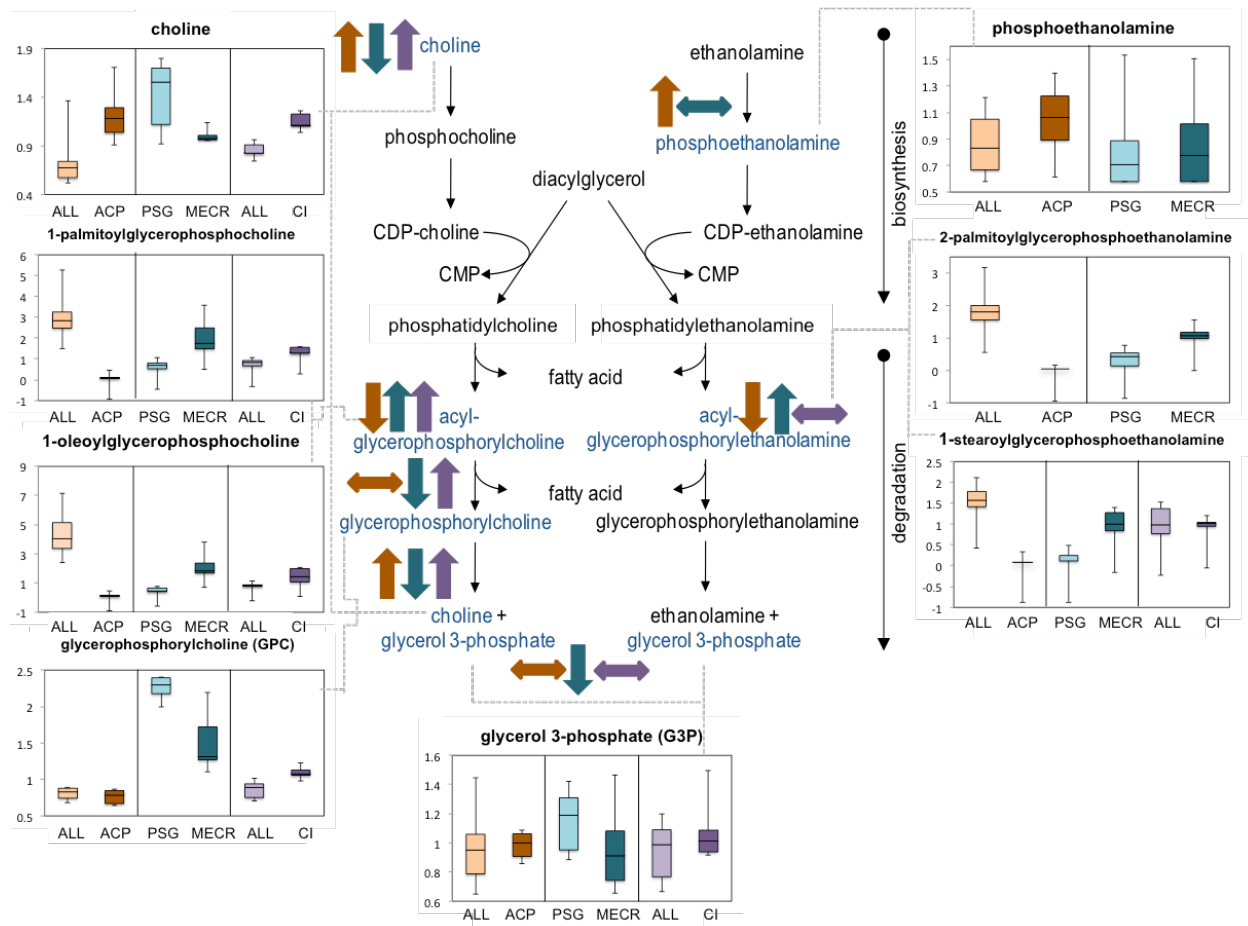 choline
1.9
1.4
0.9
0.4
ALL ACP PSG MECR ALL CI
1-palmitoylglycerophosphocholine
6
5
4
3
2
1
0
-1
ALL ACP PSG MECR ALL CI
1-oleoylglycerophosphocholine
9
7
5
3
1
-1
ALL ACP PSG MECR ALL CI
glycerophosphorylcholine (GPC)
2.5
2
1.5
1
0.5
ALL ACP PSG MECR ALL CI
choline
phosphocholine
CDP-choline
CMP
phosphatidylcholine
acyl-
glycerophosphorylcholine
glycerophosphorylcholine
choline +
glycerol 3-phosphate
diacylglycerol
fatty acid
fatty acid
ethanolamine
phosphoethanolamine
CDP-ethanolamine
CMP
phosphatidylethanolamine
acyl-
glycerophosphorylethanolamine
glycerophosphorylethanolamine
ethanolamine +
glycerol 3-phosphate
glycerol 3-phosphate (G3P)
1.6
1.4
1.2
1
0.8
0.6
ALL ACP PSG MECR ALL CI
biosynthesis
degradation
phosphoethanolamine
1.5
1.3
1.1
0.9
0.7
0.5
ALL ACP PSG MECR
2-palmitoylglycerophosphoethanolamine
3
2
1
0
-1
ALL ACP PSG MECR
1-stearoylglycerophosphoethanolamine
2.5
2
1.5
1
0.5
0
-0.5
-1
ALL ACP PSG MECR ALL CI